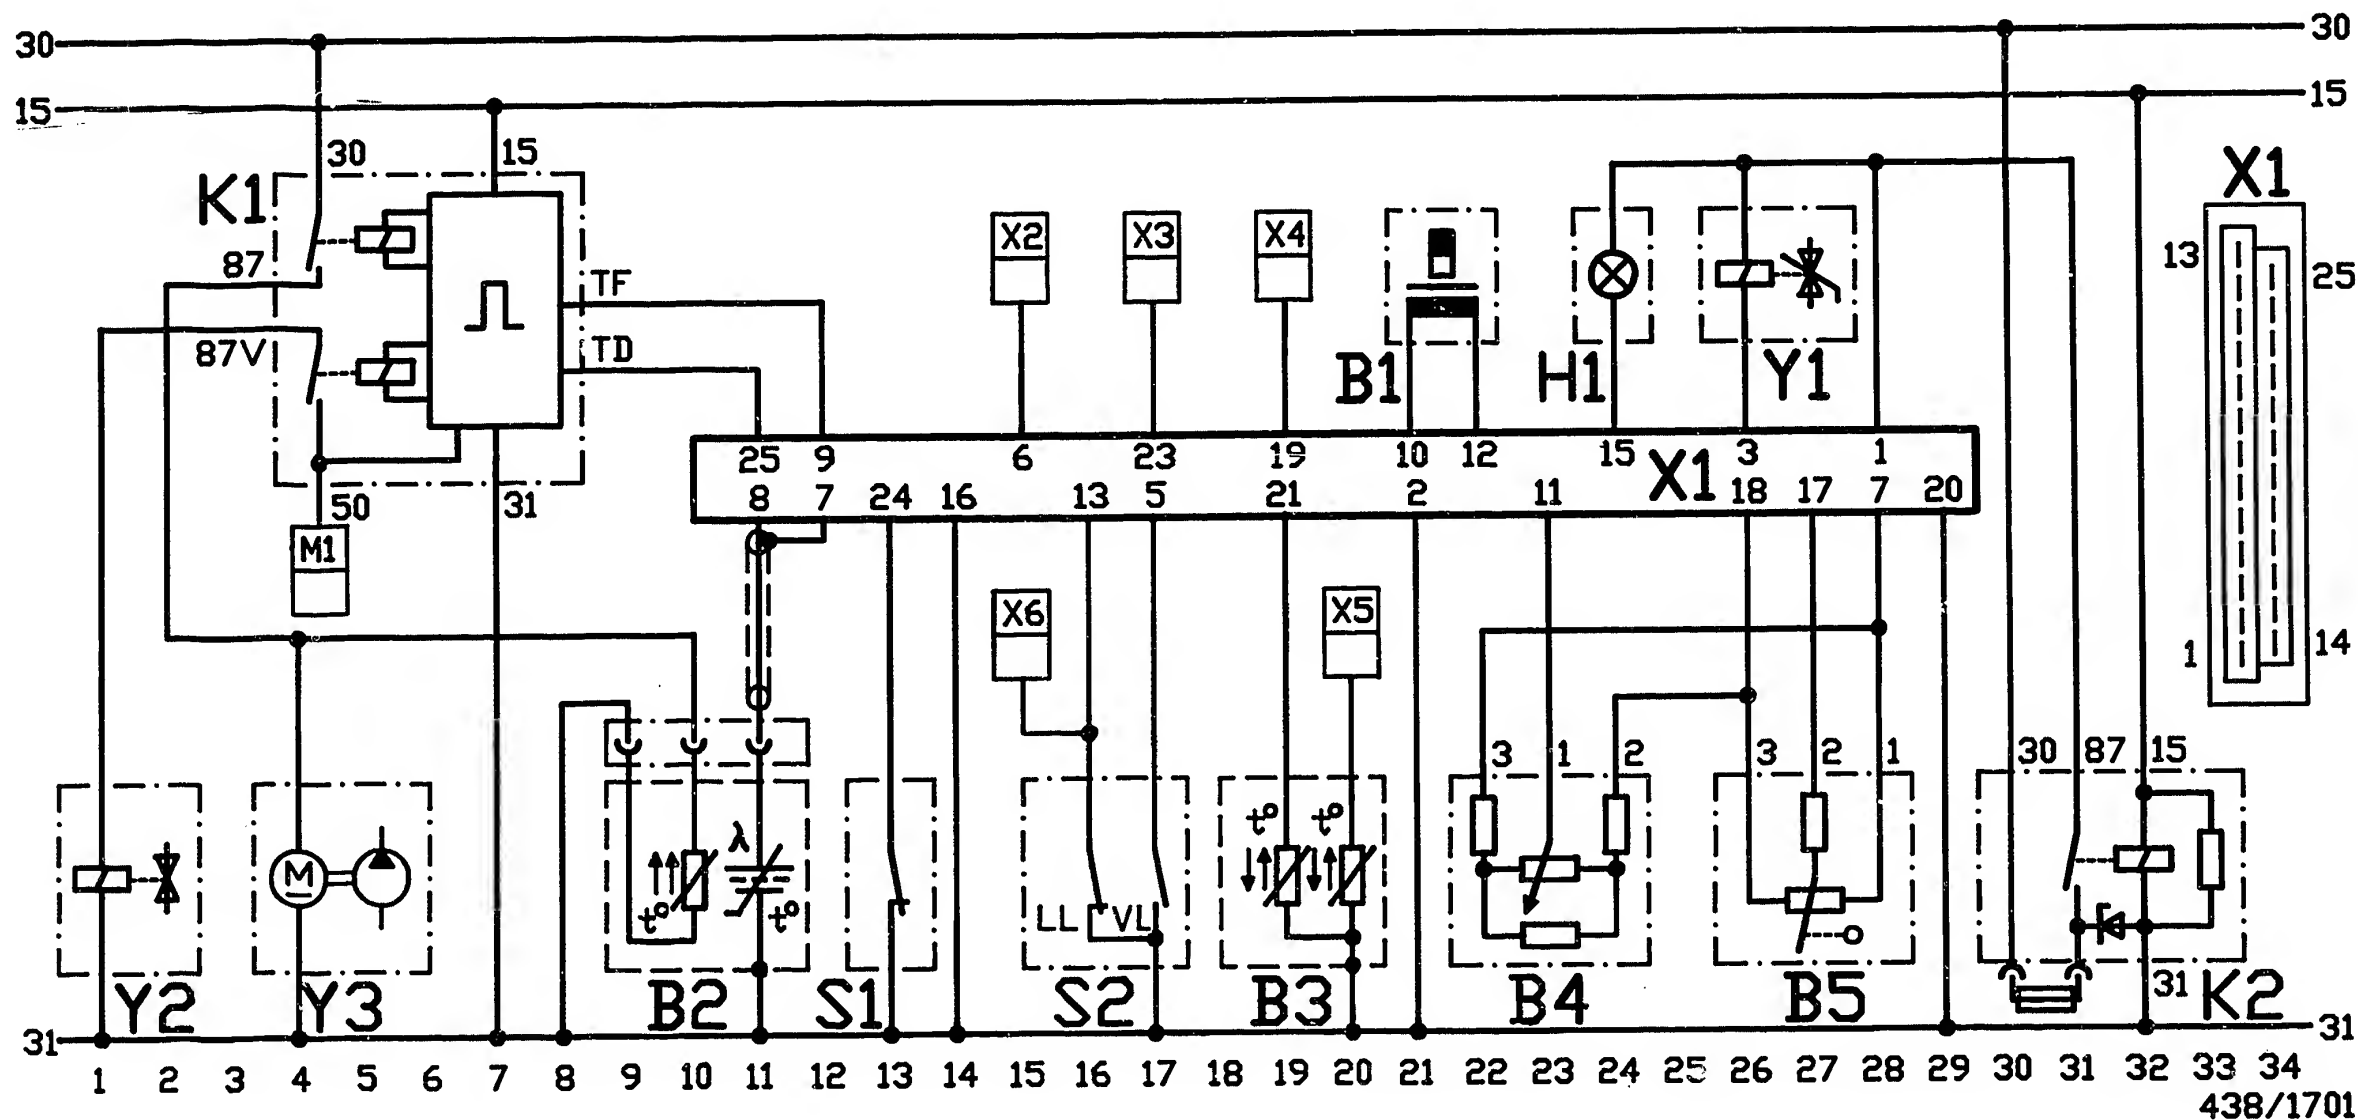 30 30
15 15
30 15 X1
K1
87 TF X2 X3 X4 13 25
87V TD B1 H1 Y1
25 9 6 23 19 10 12 15 3 1
X1
8 7 24 16 13 5 21 2 11 18 17 7 20
50 31
M1
X6 X5 1 14
3 1 2 3 2 1 30 87 15
λ t° t°
M
t° t° LL VL
Y2 Y3 B2 S1 S2 B3 B4 B5 31 K2
31 31
1 2 3 4 5 6 7 8 9 10 11 12 13 14 15 16 17 18 19 20 21 22 23 24 25 26 27 28 29 30 31 32 33 34
438/1701